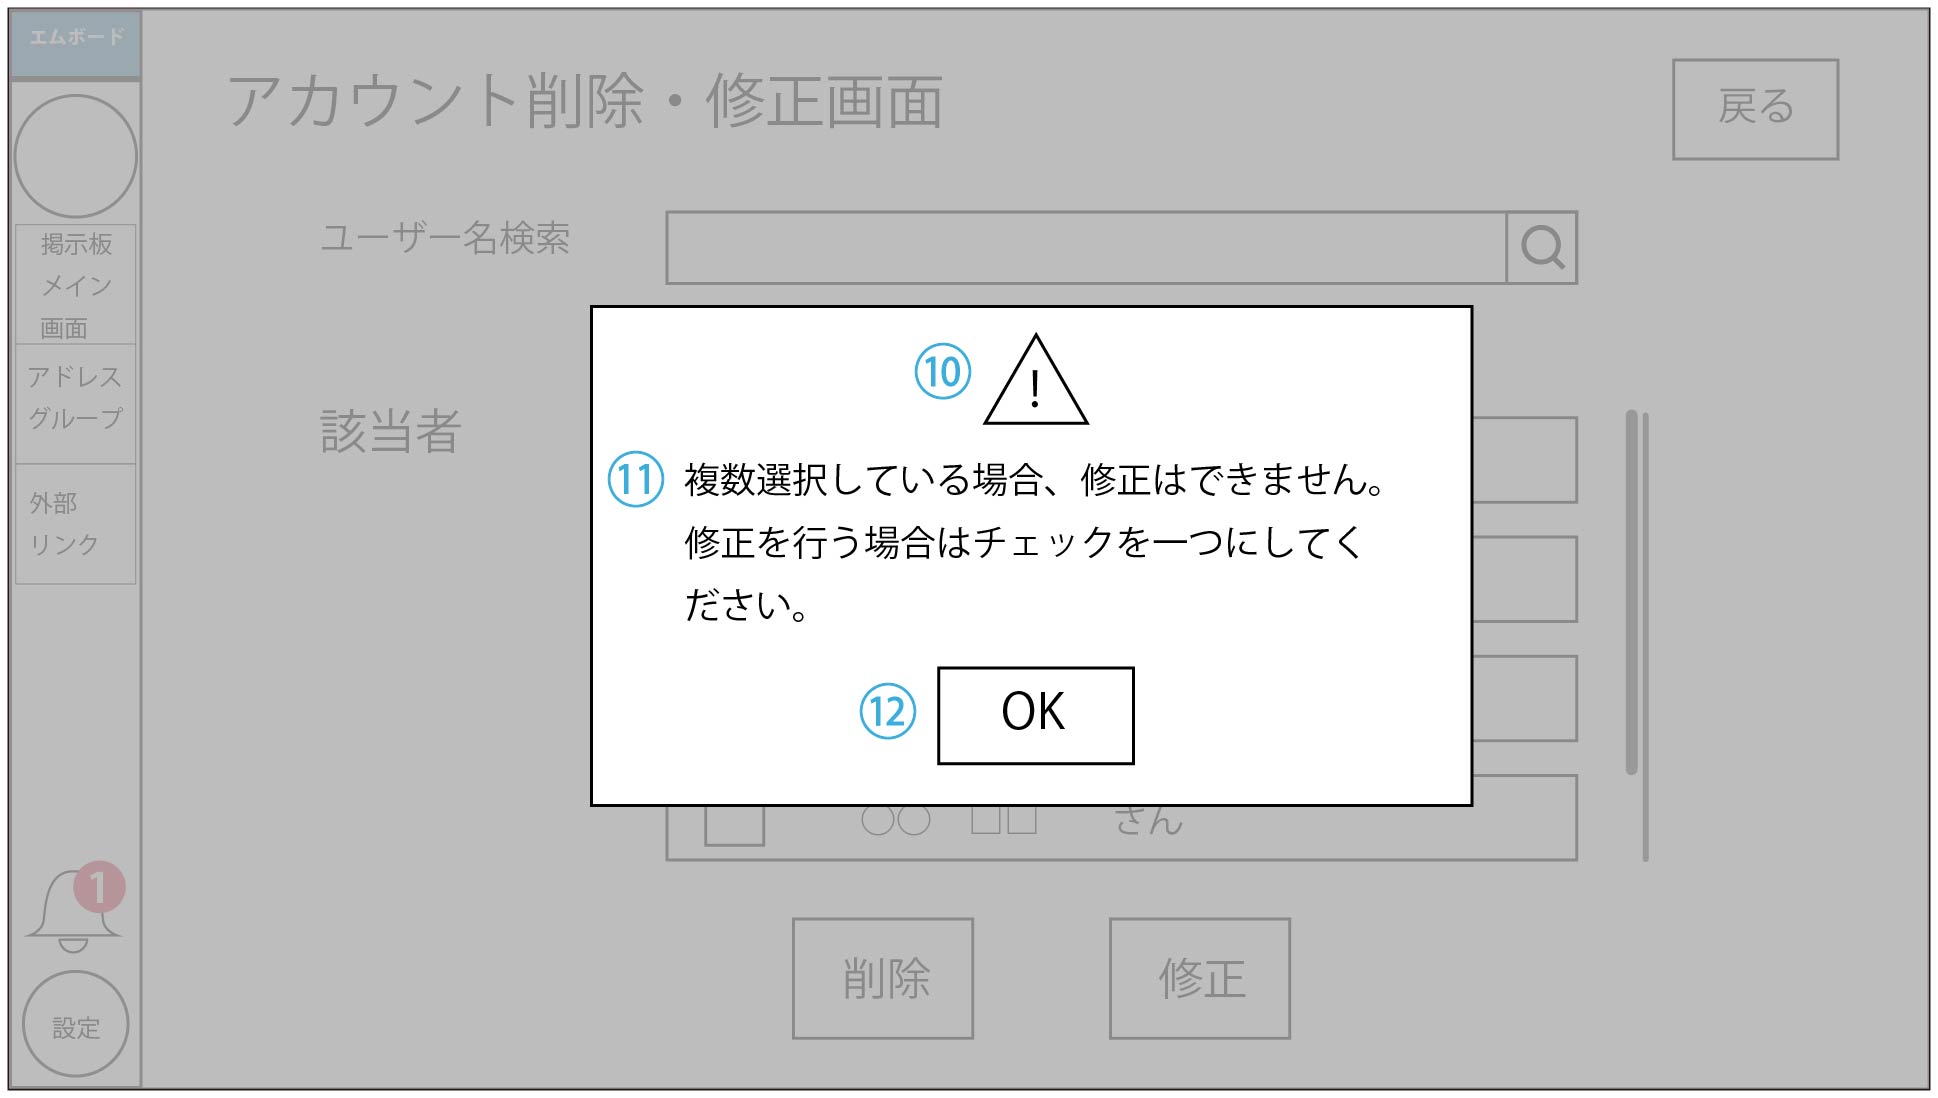 エムボード
アカウント削除・修正画面
戻る
ユーザー名検索
掲示板
メイン
画面
アドレス
グループ
外部
リンク
該当者
⑩ !
⑪ 複数選択している場合、修正はできません。
修正を行う場合はチェックを一つにしてく
ださい。
⑫ OK
○○ □□ さん
削除
修正
1
設定